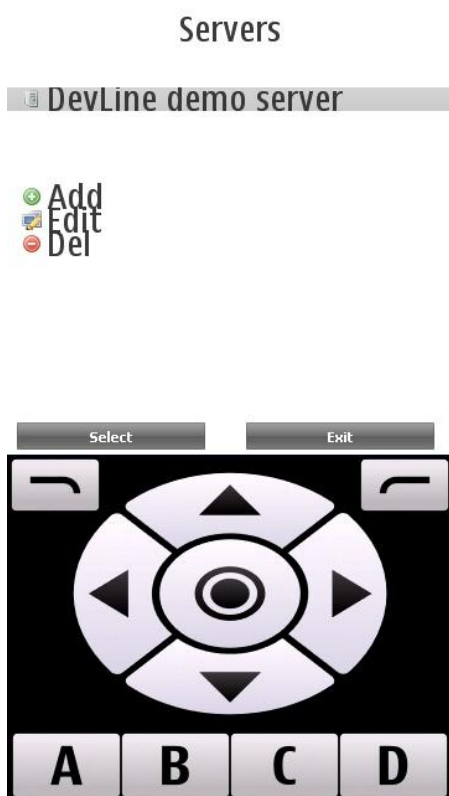 Servers
DevLine demo server
Add
Edit
Del
Select Exit
A B C D